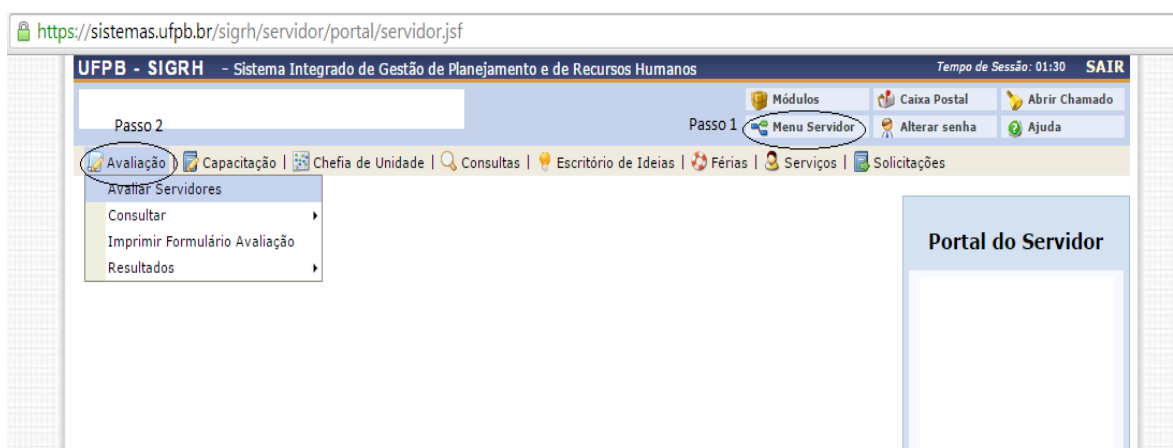 https://sistemas.ufpb.br/sigrh/servidor/portal/servidor.jsf
UFPB - SIGRH - Sistema Integrado de Gestão de Planejamento e de Recursos Humanos Tempo de Sessão: 01:30 SAIR
Módulos Caixa Postal Abrir Chamado
Passo 2 Passo 1 Menu Servidor Alterar senha Ajuda
Avaliação | Capacitação | Chefia de Unidade | Consultas | Escritório de Ideias | Férias | Serviços | Solicitações
Avaliar Servidores
Consultar
Imprimir Formulário Avaliação
Resultados
Portal do Servidor